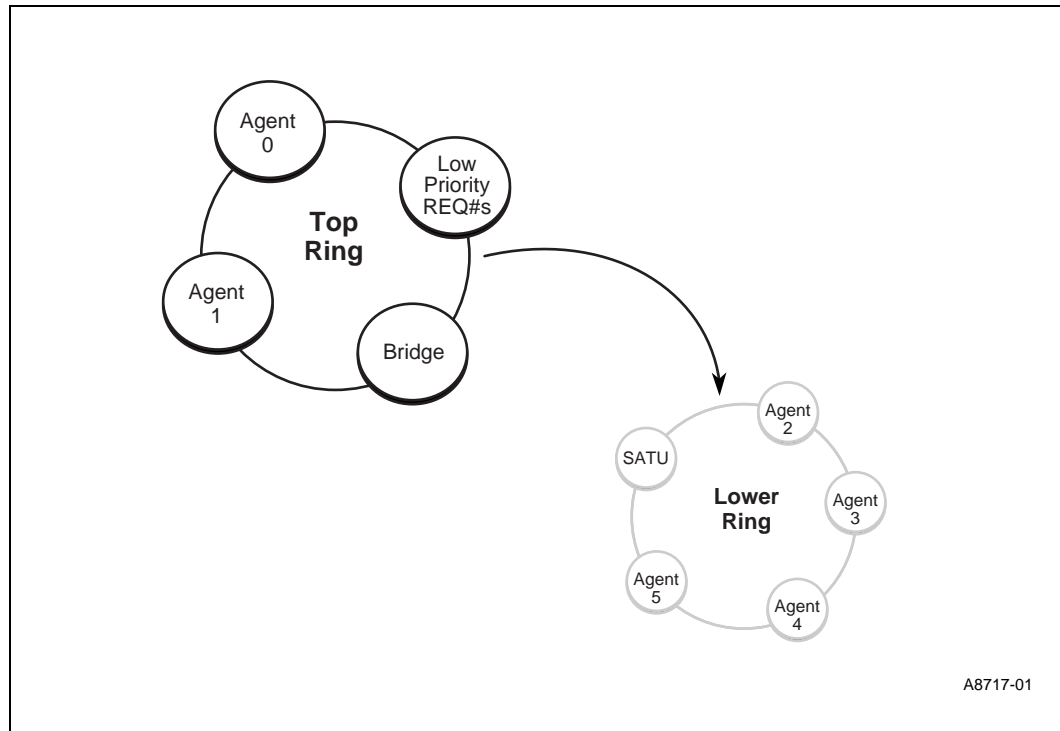 Agent
0
Low
Priority
REQ#s
Top
Ring
Agent
1
Bridge
Agent
2
SATU
Agent
3
Lower
Ring
Agent
5
Agent
4
A8717-01